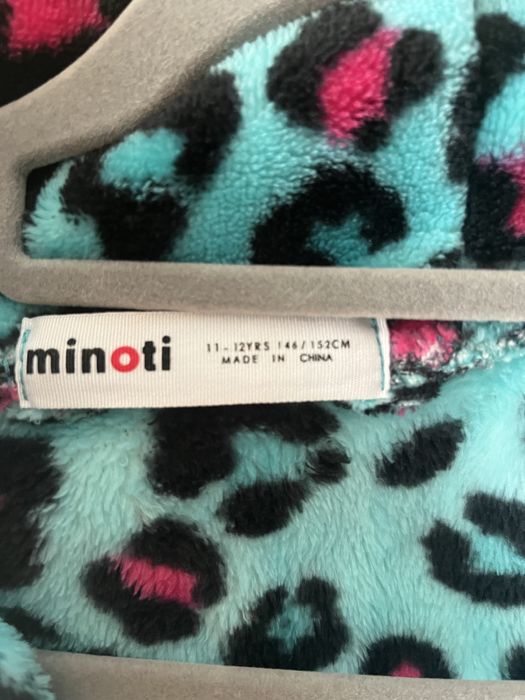 minoti
11 - 12YRS 146 / 152CM
MADE IN CHINA